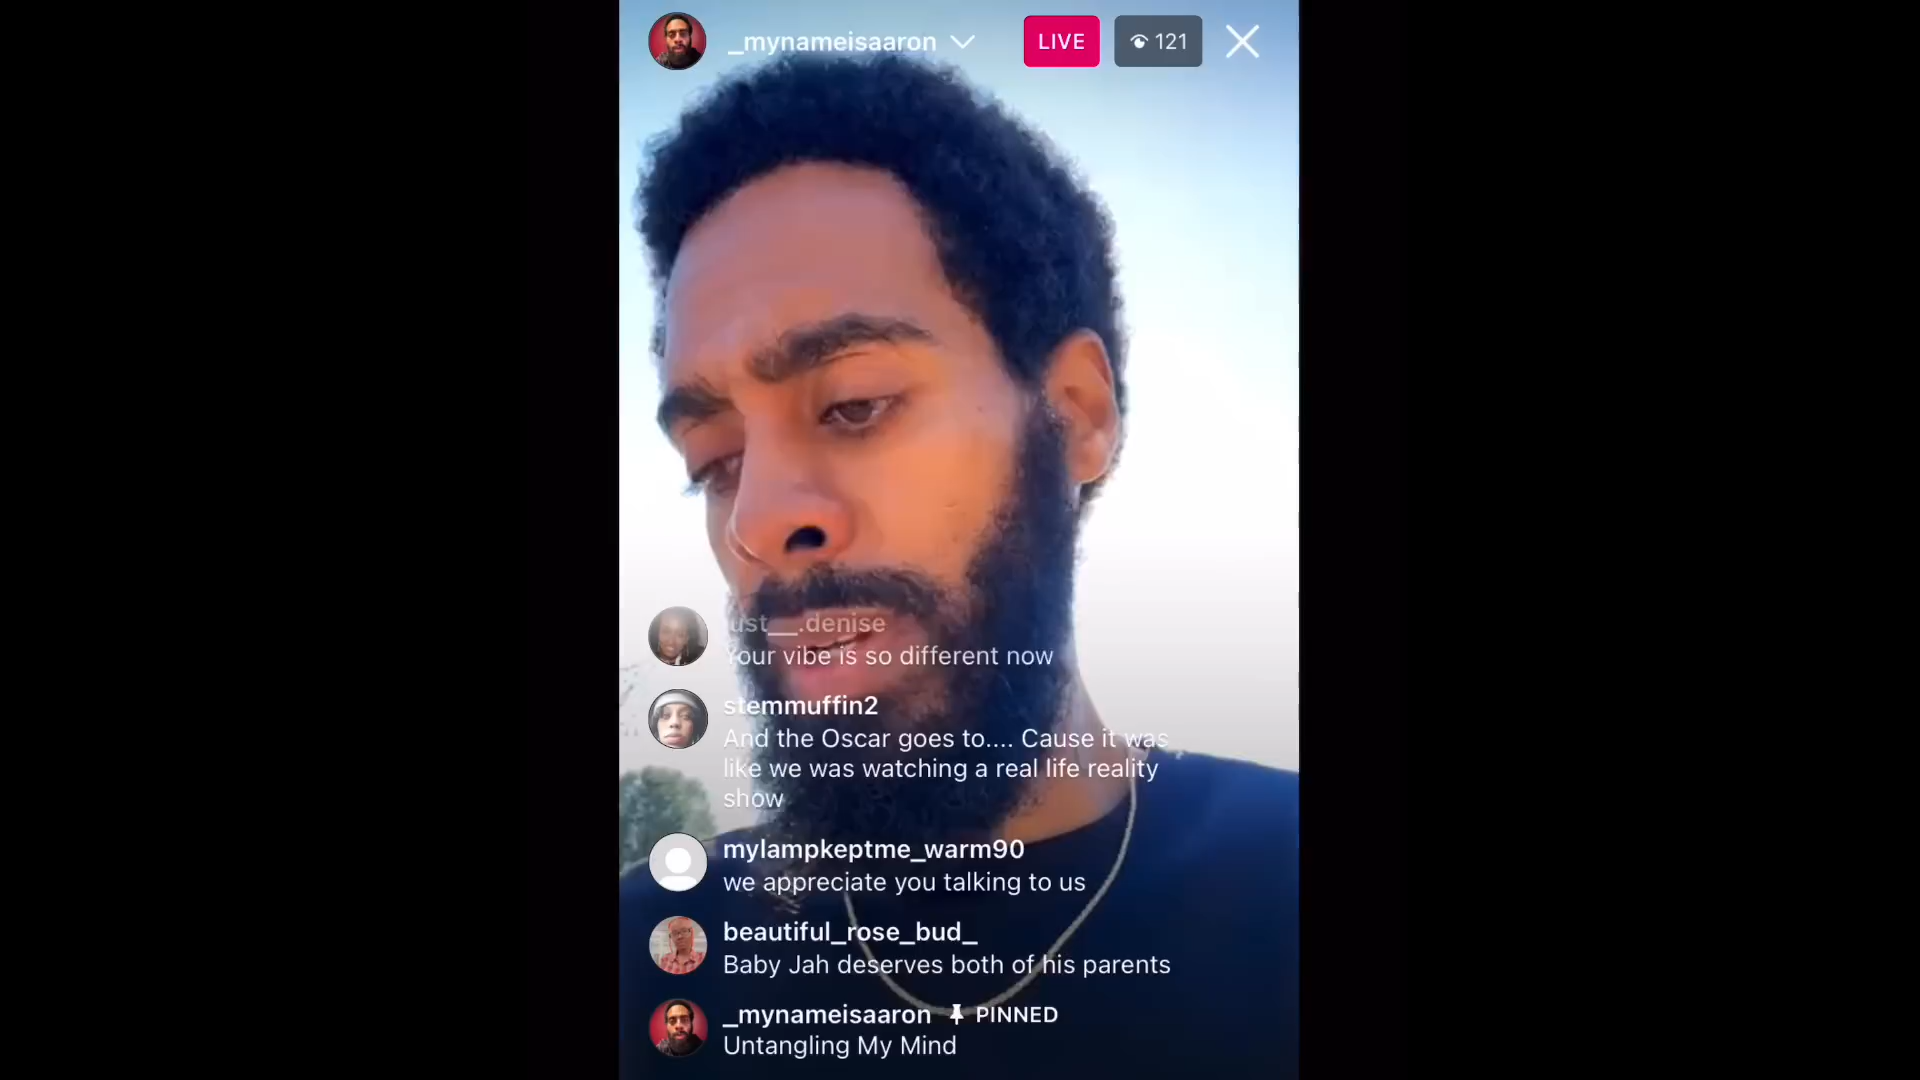 _mynameisaaron
LIVE
121
ust__.denise
Your vibe is so different now
stemmuffin2
And the Oscar goes to.... Cause it was
like we was watching a real life reality
show
mylampkeptme_warm90
we appreciate you talking to us
beautiful_rose_bud_
Baby Jah deserves both of his parents
_mynameisaaron PINNED
Untangling My Mind